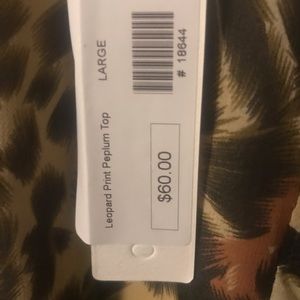 LARGE
# 18644
Leopard Print Peplum Top
$60.00